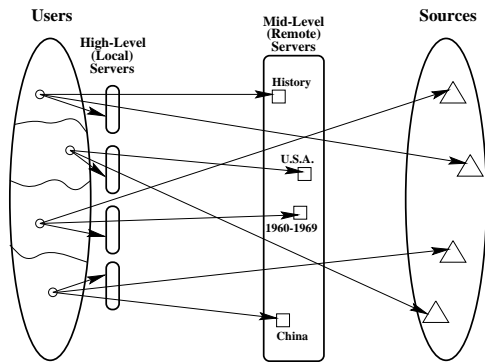 Users
High-Level
(Local)
Servers
Mid-Level
(Remote)
Servers
Sources
History
U.S.A.
1960-1969
China